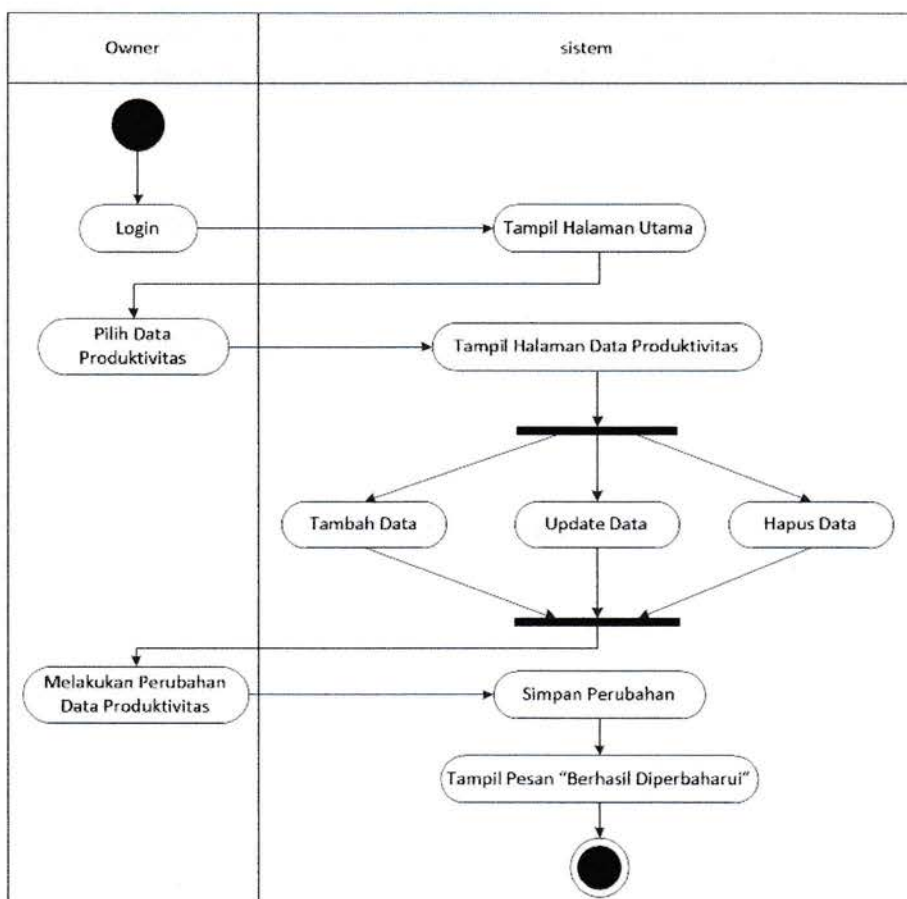 Owner
sistem
Login
Tampil Halaman Utama
Pilih Data
Produktivitas
Tampil Halaman Data Produktivitas
Tambah Data
Update Data
Hapus Data
Melakukan Perubahan
Data Produktivitas
Simpan Perubahan
Tampil Pesan “Berhasil Diperbaharui”